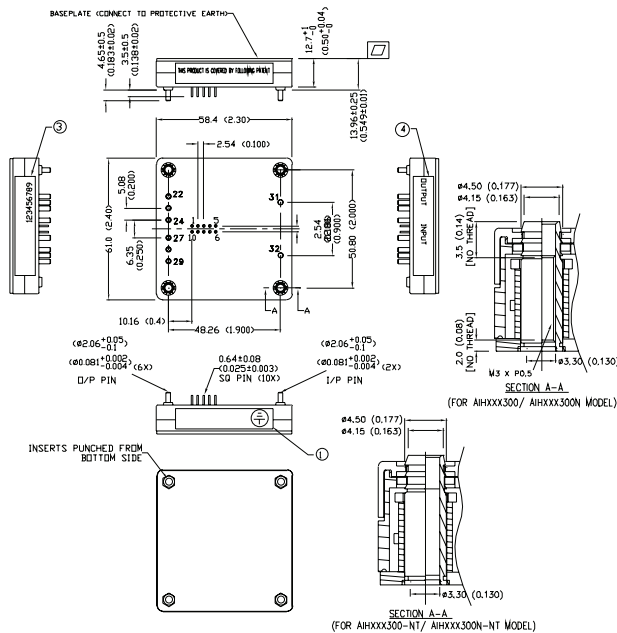 BASEPLATE (CONNECT TO PROTECTIVE EARTH)
4.65±0.5
(0.183±0.02)
3.5±0.5
(0.138±0.02)
THIS PRODUCT IS COVERED BY FOLLOWING PATENT
12.7 +1 -0
(0.50 +0.04 -0)
13.96±0.25
(0.549±0.01)
58.4 (2.30)
2.54 (0.100)
3
123456789
61.0 (2.40)
5.08
(0.200)
6.35
(0.250)
22
24
27
29
1
5
10
6
31
32
2.54
(0.900)
50.80 (2.000)
A
A
10.16 (0.4)
48.26 (1.900)
4
OUTPUT INPUT
ø4.50 (0.177)
ø4.15 (0.163)
3.5 (0.14)
[NO THREAD]
2.0 (0.08)
[NO THREAD]
ø3.30 (0.130)
M3 x P0.5
SECTION A-A
(FOR AIHXXX300/ AIHXXX300N MODEL)
(ø2.06 +0.05 -0.1
(ø0.081 +0.002 -0.004) (6X)
O/P PIN
0.64±0.08
(0.025±0.003)
SQ PIN (10X)
(ø2.06 +0.05 -0.1
(ø0.081 +0.002 -0.004) (2X)
I/P PIN
1
INSERTS PUNCHED FROM
BOTTOM SIDE
ø4.50 (0.177)
ø4.15 (0.163)
ø3.30 (0.130)
SECTION A-A
(FOR AIHXXX300-NT/ AIHXXX300N-NT MODEL)